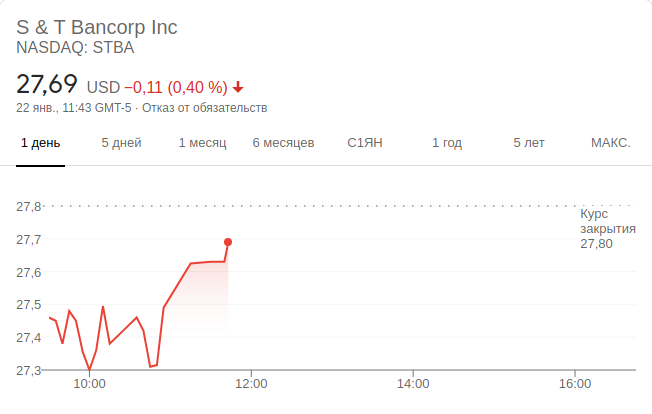 S & T Bancorp Inc
NASDAQ: STBA
27,69 USD −0,11 (0,40 %)
22 янв., 11:43 GMT-5 · Отказ от обязательств
1 день 5 дней 1 месяц 6 месяцев С1ЯН 1 год 5 лет МАКС.
27,8
Курс
закрытия
27,80
27,7
27,6
27,5
27,4
27,3
10:00 12:00 14:00 16:00